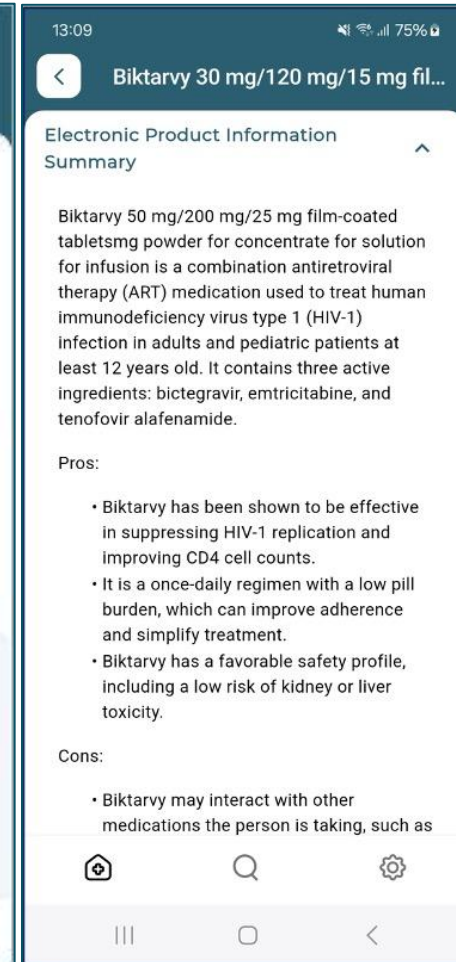 13:09
75%
Biktarvy 30 mg/120 mg/15 mg fil...
Electronic Product Information
Summary
Biktarvy 50 mg/200 mg/25 mg film-coated
tabletsmg powder for concentrate for solution
for infusion is a combination antiretroviral
therapy (ART) medication used to treat human
immunodeficiency virus type 1 (HIV-1)
infection in adults and pediatric patients at
least 12 years old. It contains three active
ingredients: bictegravir, emtricitabine, and
tenofovir alafenamide.
Pros:
• Biktarvy has been shown to be effective
in suppressing HIV-1 replication and
improving CD4 cell counts.
• It is a once-daily regimen with a low pill
burden, which can improve adherence
and simplify treatment.
• Biktarvy has a favorable safety profile,
including a low risk of kidney or liver
toxicity.
Cons:
• Biktarvy may interact with other
medications the person is taking, such as